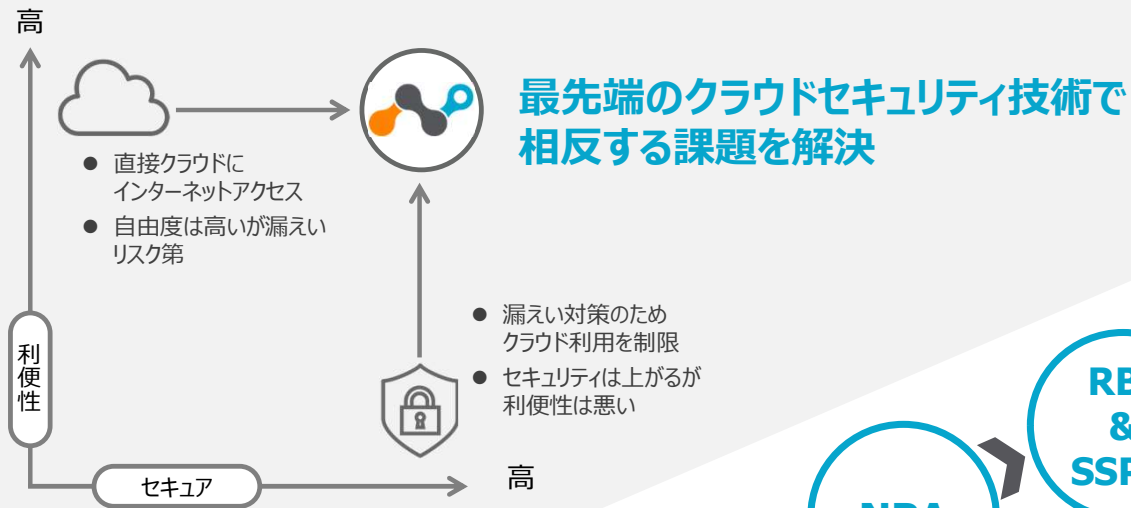 高
最先端のクラウドセキュリティ技術で
相反する課題を解決
● 直接クラウドに
インターネットアクセス
● 自由度は高いが漏えい
リスク第
● 漏えい対策のため
クラウド利用を制限
● セキュリティは上がるが
利便性は悪い
利便性
セキュア
高
&